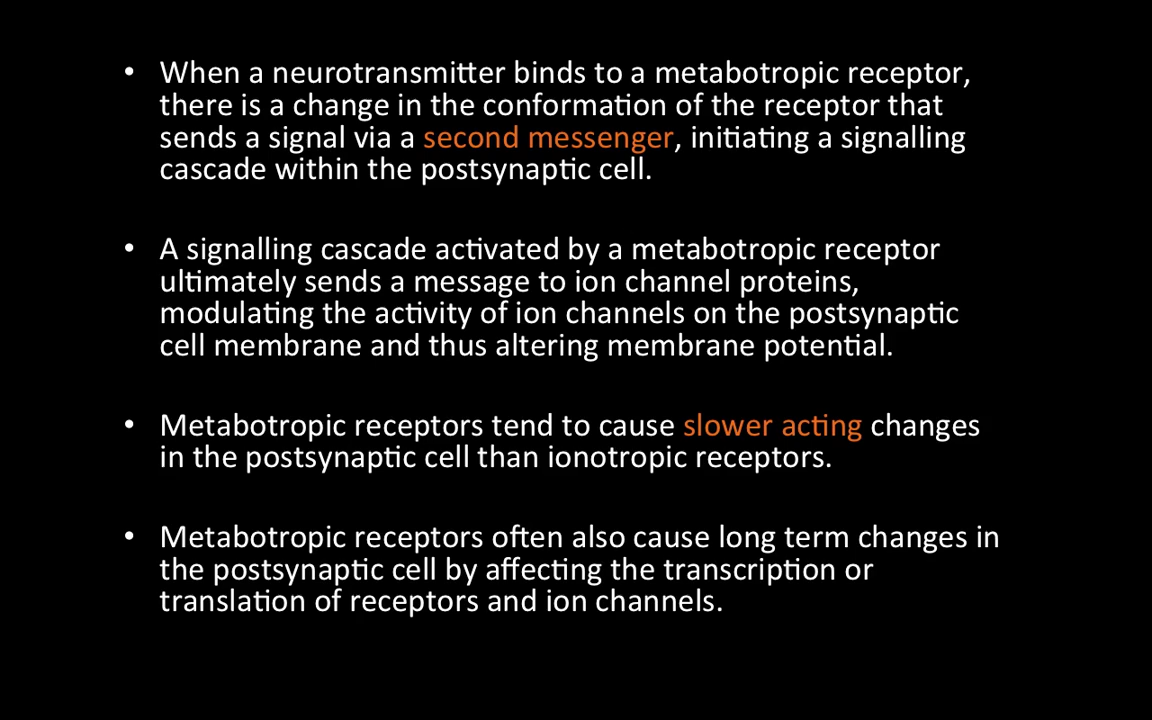 • When a neurotransmitter binds to a metabotropic receptor,
there is a change in the conformation of the receptor that
sends a signal via a second messenger, initiating a signalling
cascade within the postsynaptic cell.
• A signalling cascade activated by a metabotropic receptor
ultimately sends a message to ion channel proteins,
modulating the activity of ion channels on the postsynaptic
cell membrane and thus altering membrane potential.
• Metabotropic receptors tend to cause slower acting changes
in the postsynaptic cell than ionotropic receptors.
• Metabotropic receptors often also cause long term changes in
the postsynaptic cell by affecting the transcription or
translation of receptors and ion channels.